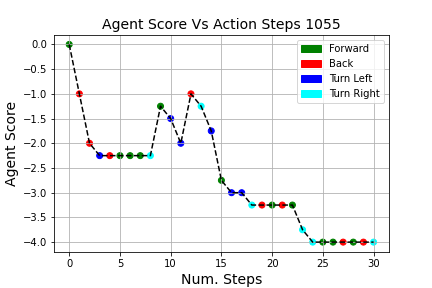 Agent Score Vs Action Steps 1055
Agent Score
0.0
−0.5
−1.0
−1.5
−2.0
−2.5
−3.0
−3.5
−4.0
Forward
Back
Turn Left
Turn Right
0 5 10 15 20 25 30
Num. Steps